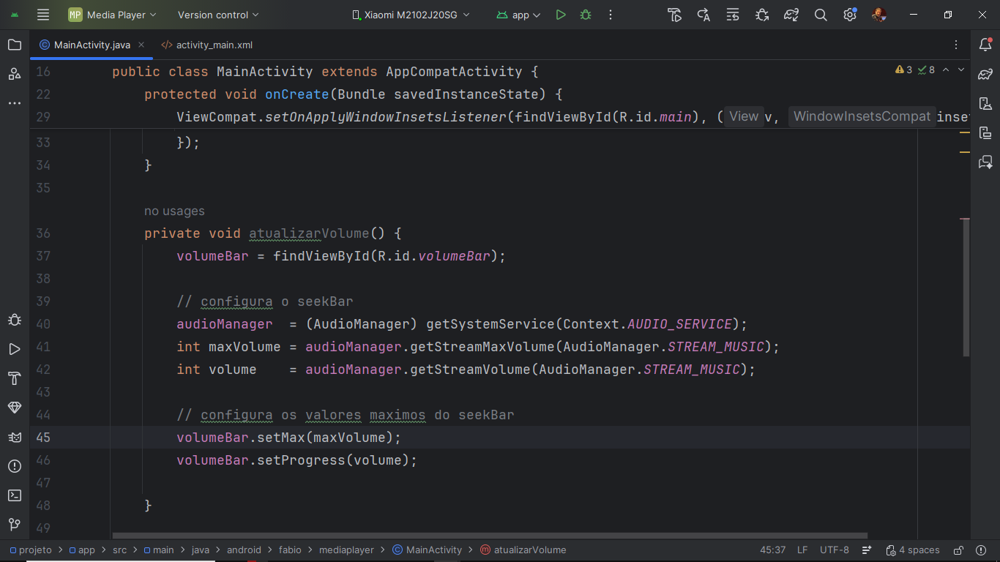 MP Media Player Version control Xiaomi M2102J20SG app
MainActivity.java activity_main.xml
16 public class MainActivity extends AppCompatActivity { 3 8
22 protected void onCreate(Bundle savedInstanceState) {
29 ViewCompat.setOnApplyWindowInsetsListener(findViewById(R.id.main), ( View v, WindowInsetsCompat inse
33 });
34 }
35
no usages
36 private void atualizarVolume() {
37 volumeBar = findViewById(R.id.volumeBar);
38
39 // configura o seekBar
40 audioManager  = (AudioManager) getSystemService(Context.AUDIO_SERVICE);
41 int maxVolume = audioManager.getStreamMaxVolume(AudioManager.STREAM_MUSIC);
42 int volume    = audioManager.getStreamVolume(AudioManager.STREAM_MUSIC);
43
44 // configura os valores maximos do seekBar
45 volumeBar.setMax(maxVolume);
46 volumeBar.setProgress(volume);
47
48 }
49
projeto > app > src > main > java > android > fabio > mediaplayer > MainActivity > atualizarVolume 45:37 LF UTF-8 4 spaces